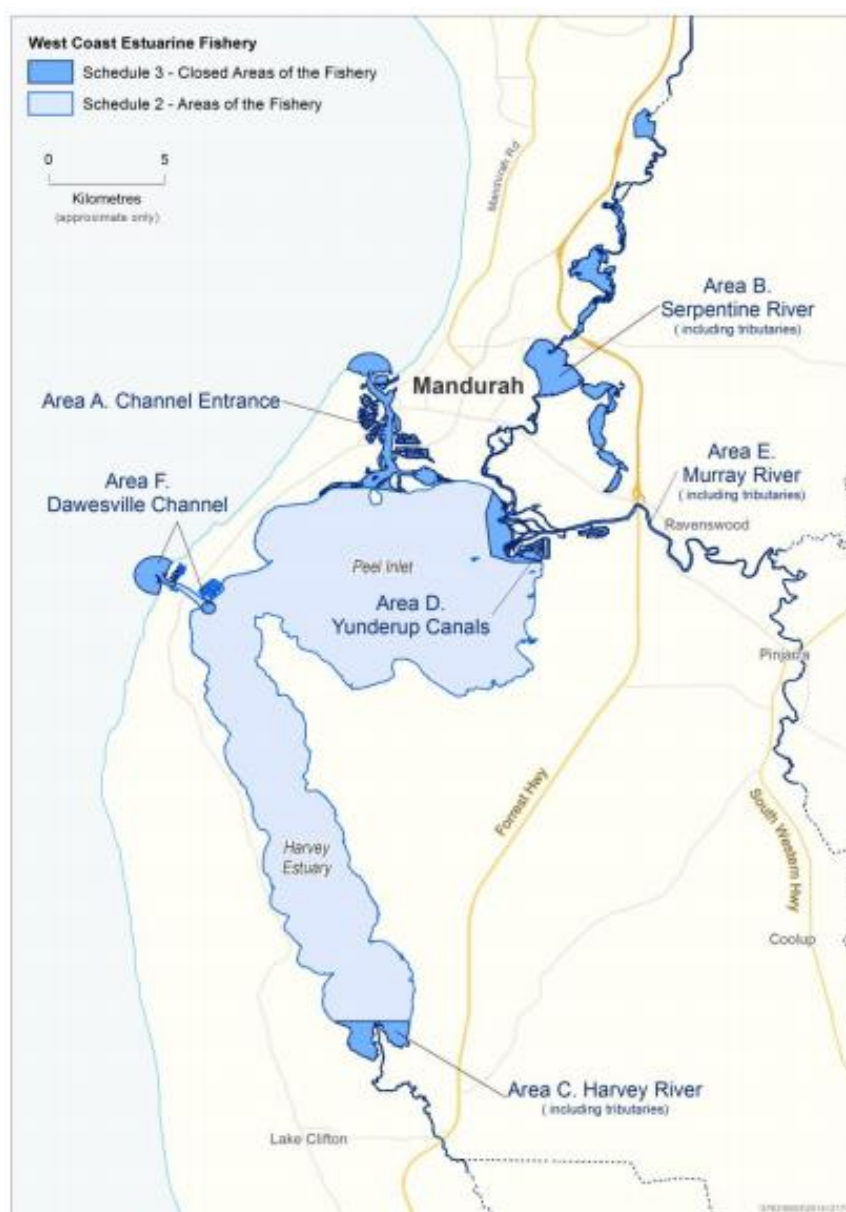 West Coast Estuarine Fishery
Schedule 3 - Closed Areas of the Fishery
Schedule 2 - Areas of the Fishery
0 5
Kilometres
(approximate only)
Mandurah Rd
Area B.
Serpentine River
( including tributaries)
Mandurah
Area A. Channel Entrance
Area E.
Murray River
( including tributaries)
Area F.
Dawesville Channel
Ravenswood
Peel Inlet
Area D.
Yunderup Canals
Pinjarra
Forrest Hwy
South Western Hwy
Harvey
Estuary
Coolup
Area C. Harvey River
( including tributaries)
Lake Clifton